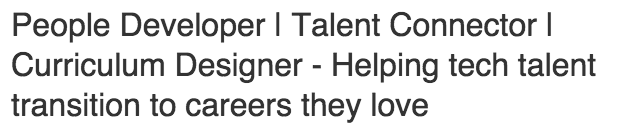 People Developer | Talent Connector |
Curriculum Designer - Helping tech talent
transition to careers they love